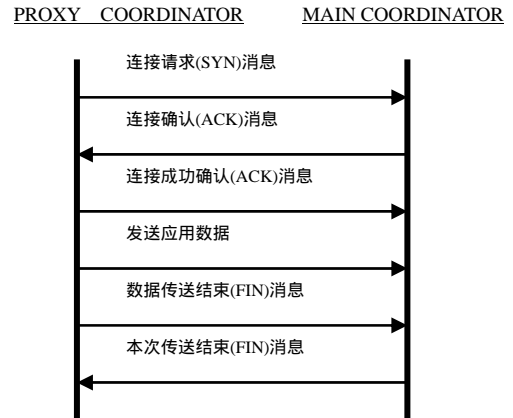 PROXY COORDINATOR MAIN COORDINATOR
连接请求(SYN)消息
连接确认(ACK)消息
连接成功确认(ACK)消息
发送应用数据
数据传送结束(FIN)消息
本次传送结束(FIN)消息